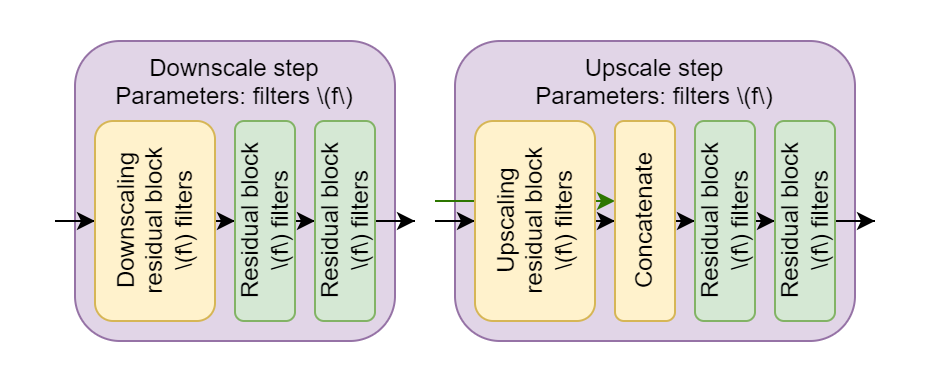 Downscale step
Parameters: filters \(f\)
Downscaling
residual block
\(f\) filters
Residual block
\(f\) filters
Residual block
\(f\) filters
Upscale step
Parameters: filters \(f\)
Upscaling
residual block
\(f\) filters
Concatenate
Residual block
\(f\) filters
Residual block
\(f\) filters